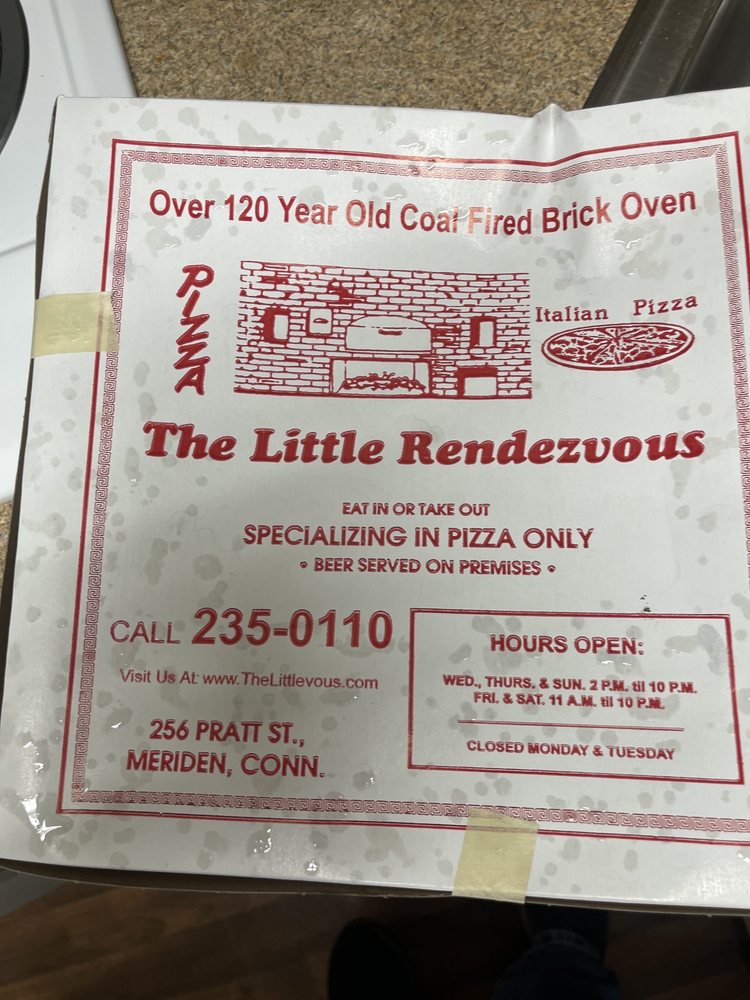 Over 120 Year Old Coal Fired Brick Oven
PIZZA
Italian Pizza
The Little Rendezvous
EAT IN OR TAKE OUT
SPECIALIZING IN PIZZA ONLY
• BEER SERVED ON PREMISES •
CALL 235-0110
Visit Us At: www.TheLittlevous.com
256 PRATT ST.,
MERIDEN, CONN.
HOURS OPEN:
WED., THURS. & SUN. 2 P.M. til 10 P.M.
FRI. & SAT. 11 A.M. til 10 P.M.
CLOSED MONDAY & TUESDAY